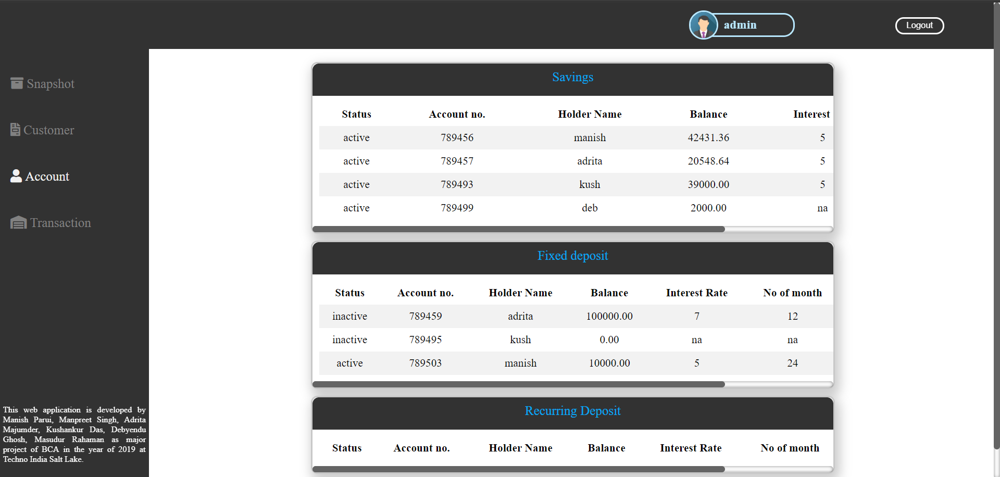 admin
Logout
Snapshot
Customer
Account
Transaction
This web application is developed by
Manish Parui, Manpreet Singh, Adrita
Majumder, Kushankur Das, Debyendu
Ghosh, Masudur Rahaman as major
project of BCA in the year of 2019 at
Techno India Salt Lake.
Savings
Status Account no. Holder Name Balance Interest
active 789456 manish 42431.36 5
active 789457 adrita 20548.64 5
active 789493 kush 39000.00 5
active 789499 deb 2000.00 na
Fixed deposit
Status Account no. Holder Name Balance Interest Rate No of month
inactive 789459 adrita 100000.00 7 12
inactive 789495 kush 0.00 na na
active 789503 manish 10000.00 5 24
Recurring Deposit
Status Account no. Holder Name Balance Interest Rate No of month